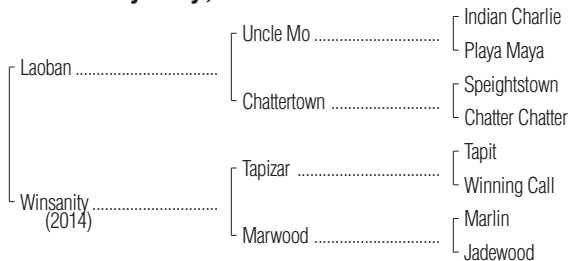 Indian Charlie
Uncle Mo
Playa Maya
Laoban
Speightstown
Chattertown
Chatter Chatter
Tapit
Tapizar
Winning Call
Winsanity
(2014)
Marlin
Marwood
Jadewood